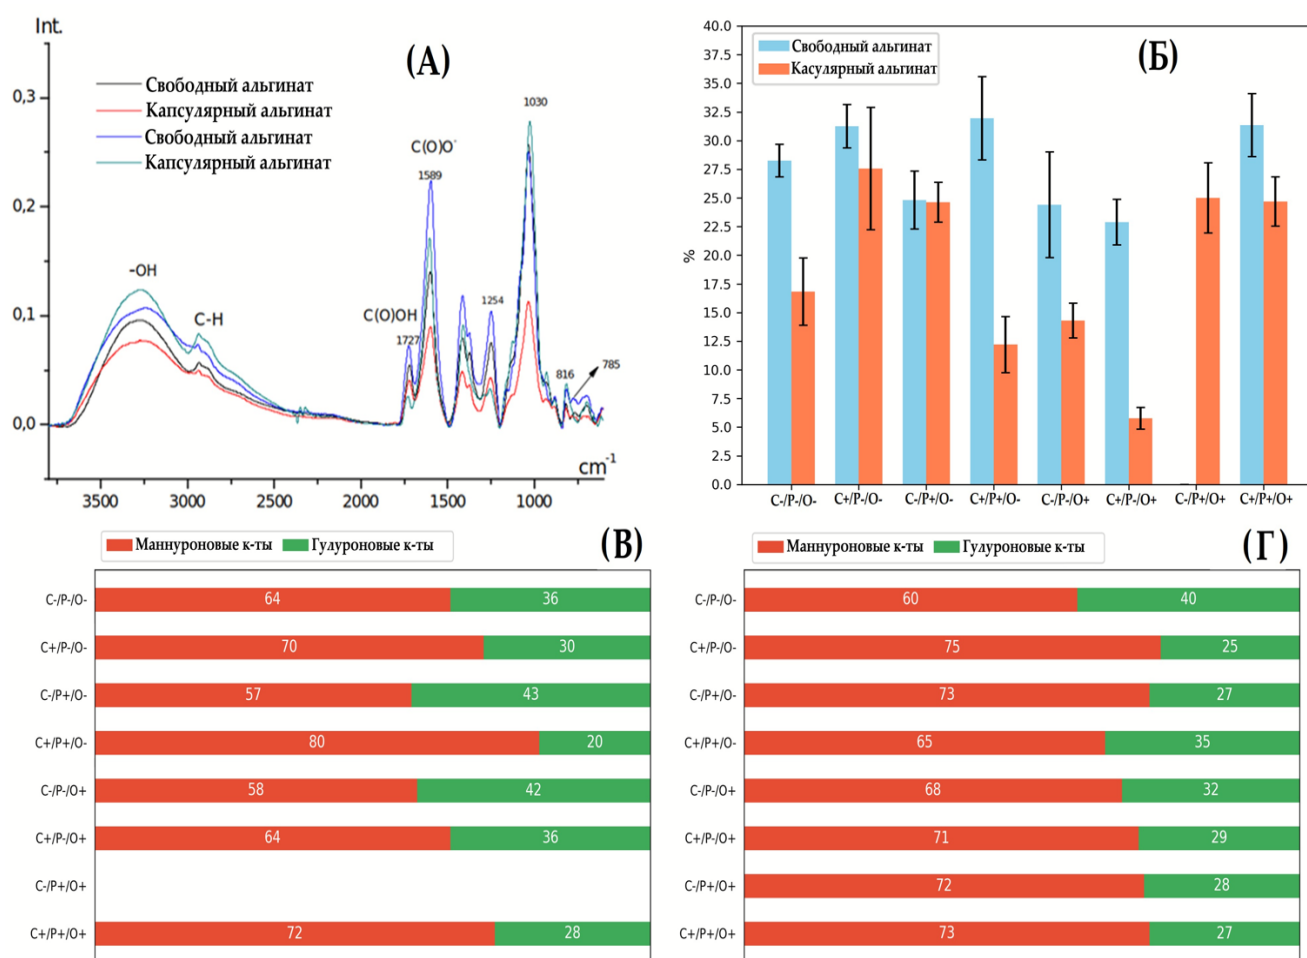 Int.
(А)
0,3
0,2
0,1
0,0
Свободный альгинат
Капсулярный альгинат
Свободный альгинат
Капсулярный альгинат
-OH
C-H
C(O)OH
1727
C(O)O⁻
1589
1254
1030
816
785
cm⁻¹
3500 3000 2500 2000 1500 1000
(Б)
Свободный альгинат
Касулярный альгинат
%
40.0
37.5
35.0
32.5
30.0
27.5
25.0
22.5
20.0
17.5
15.0
12.5
10.0
7.5
5.0
2.5
0.0
C-/P-/O- C+/P-/O- C-/P+/O- C+/P+/O- C-/P-/O+ C+/P-/O+ C-/P+/O+ C+/P+/O+
Маннуроновые к-ты Гулуроновые к-ты
(В)
C-/P-/O- 64 36
C+/P-/O- 70 30
C-/P+/O- 57 43
C+/P+/O- 80 20
C-/P-/O+ 58 42
C+/P-/O+ 64 36
C-/P+/O+
C+/P+/O+ 72 28
Маннуроновые к-ты Гулуроновые к-ты
(Г)
C-/P-/O- 60 40
C+/P-/O- 75 25
C-/P+/O- 73 27
C+/P+/O- 65 35
C-/P-/O+ 68 32
C+/P-/O+ 71 29
C-/P+/O+ 72 28
C+/P+/O+ 73 27